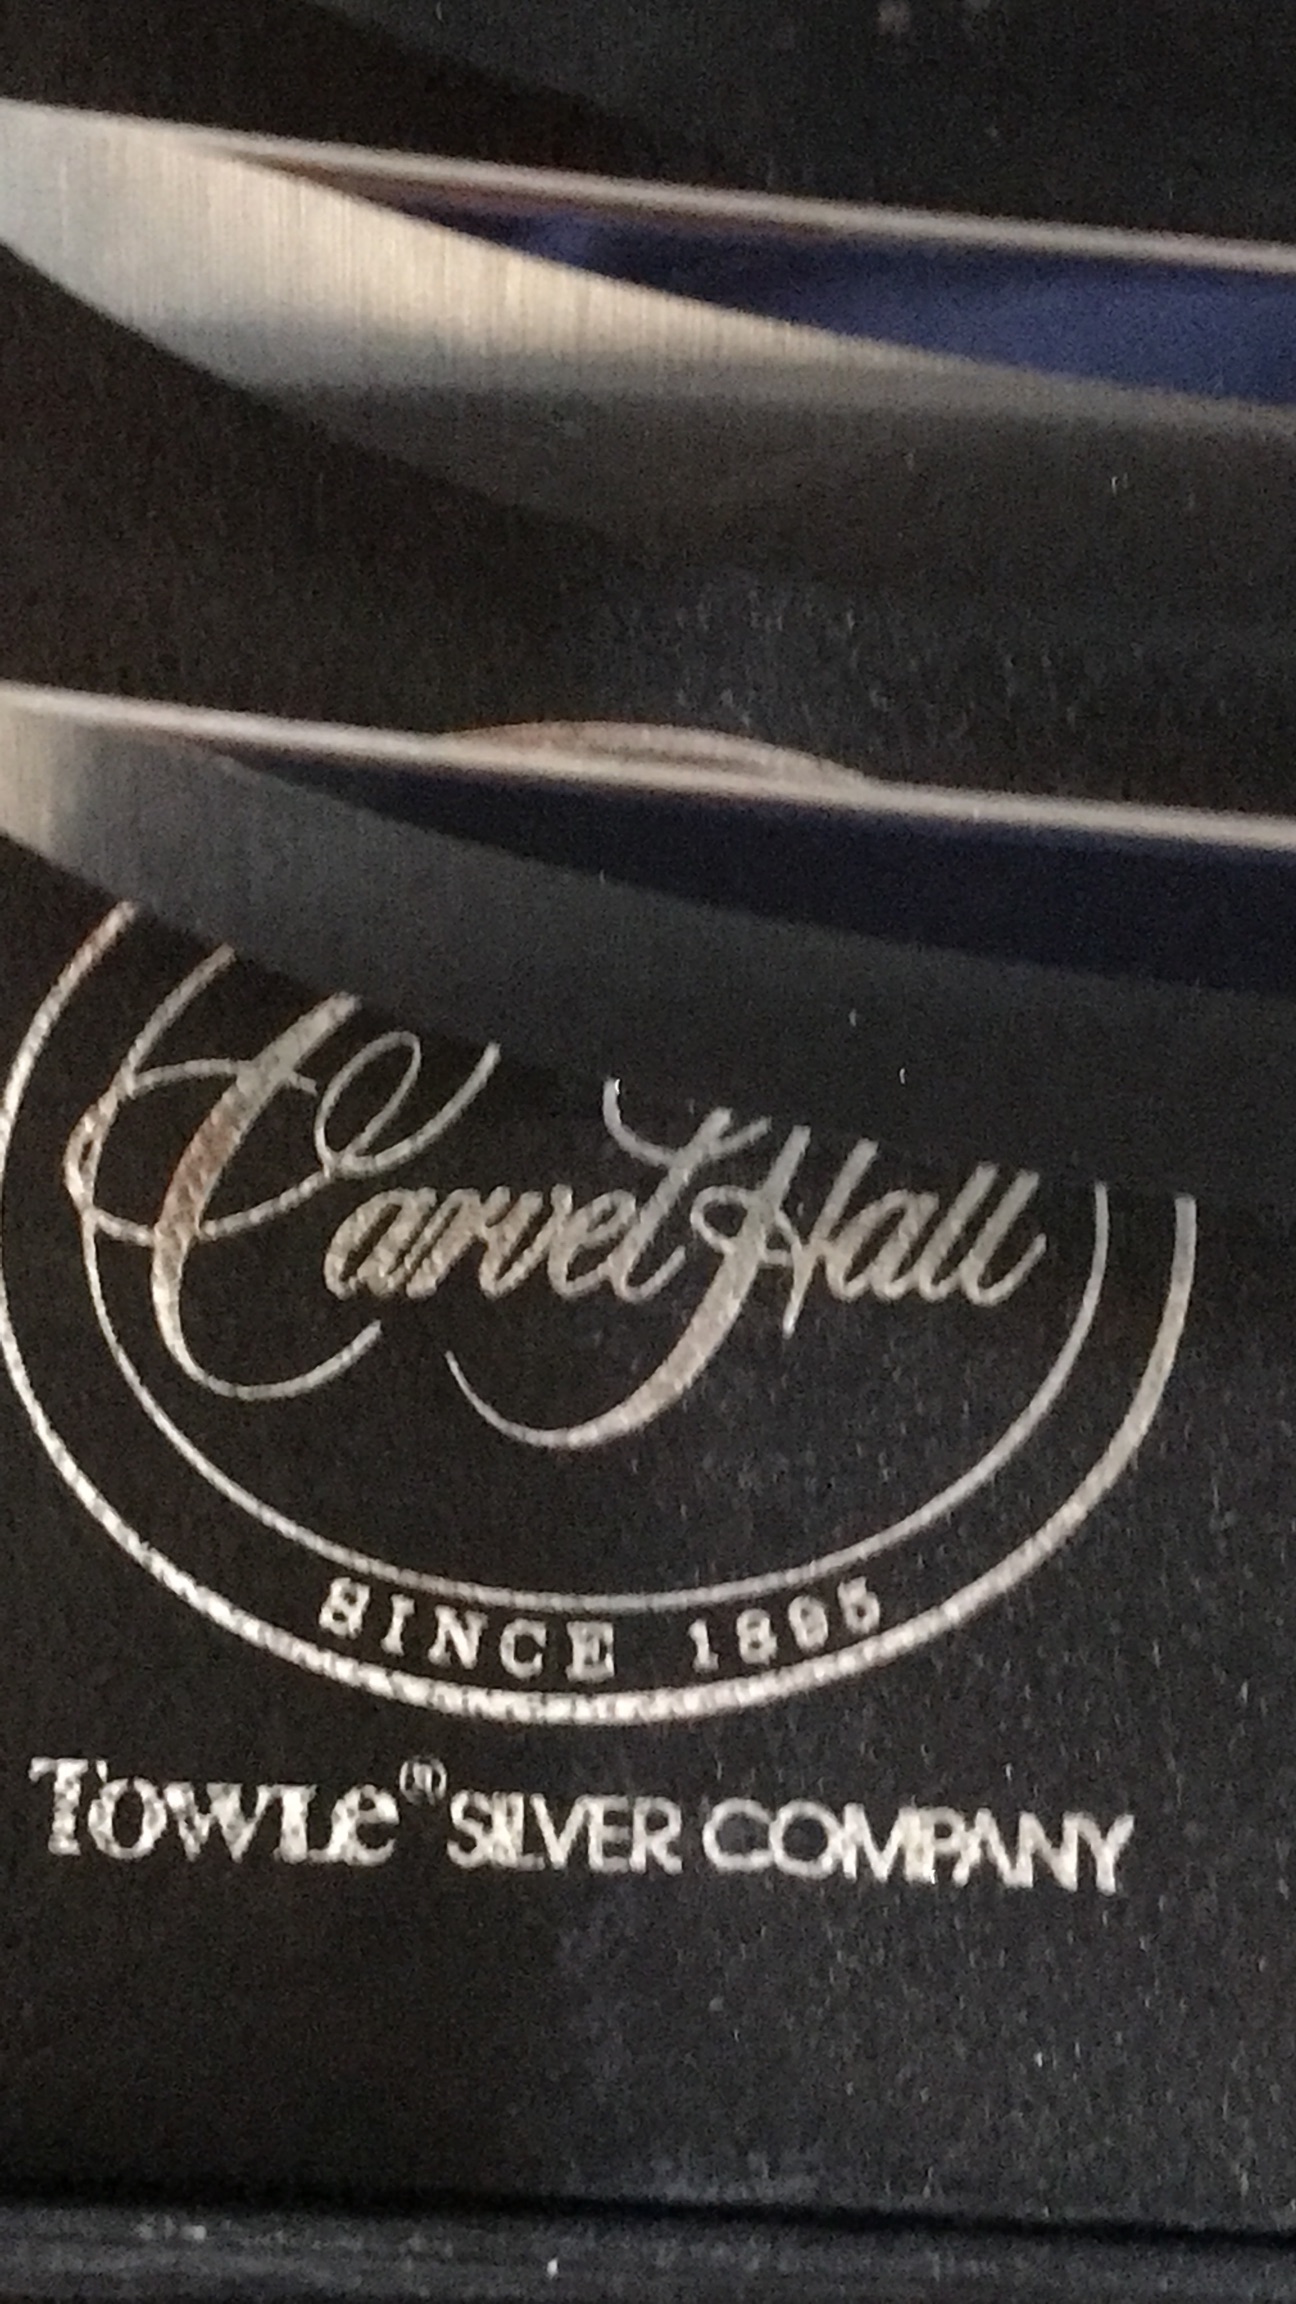 Carvel Hall
SINCE 1895
TOWLE® SILVER COMPANY